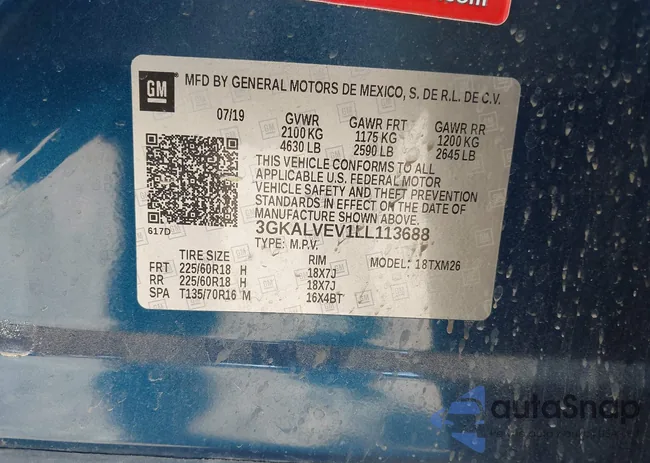 .com
GM
MFD BY GENERAL MOTORS DE MEXICO, S. DE R.L. DE C.V.
07/19 GVWR GAWR FRT GAWR RR
2100 KG 1175 KG 1200 KG
4630 LB 2590 LB 2645 LB
THIS VEHICLE CONFORMS TO ALL
APPLICABLE U.S. FEDERAL MOTOR
VEHICLE SAFETY AND THEFT PREVENTION
STANDARDS IN EFFECT ON THE DATE OF
MANUFACTURE SHOWN ABOVE.
617D
3GKALVEV1LL113688
TYPE: M.P.V. MODEL: 18TXM26
TIRE SIZE RIM
FRT 225/60R18 H 18X7J
RR 225/60R18 H 18X7J
SPA T135/70R16 M 16X4BT
autoSnap